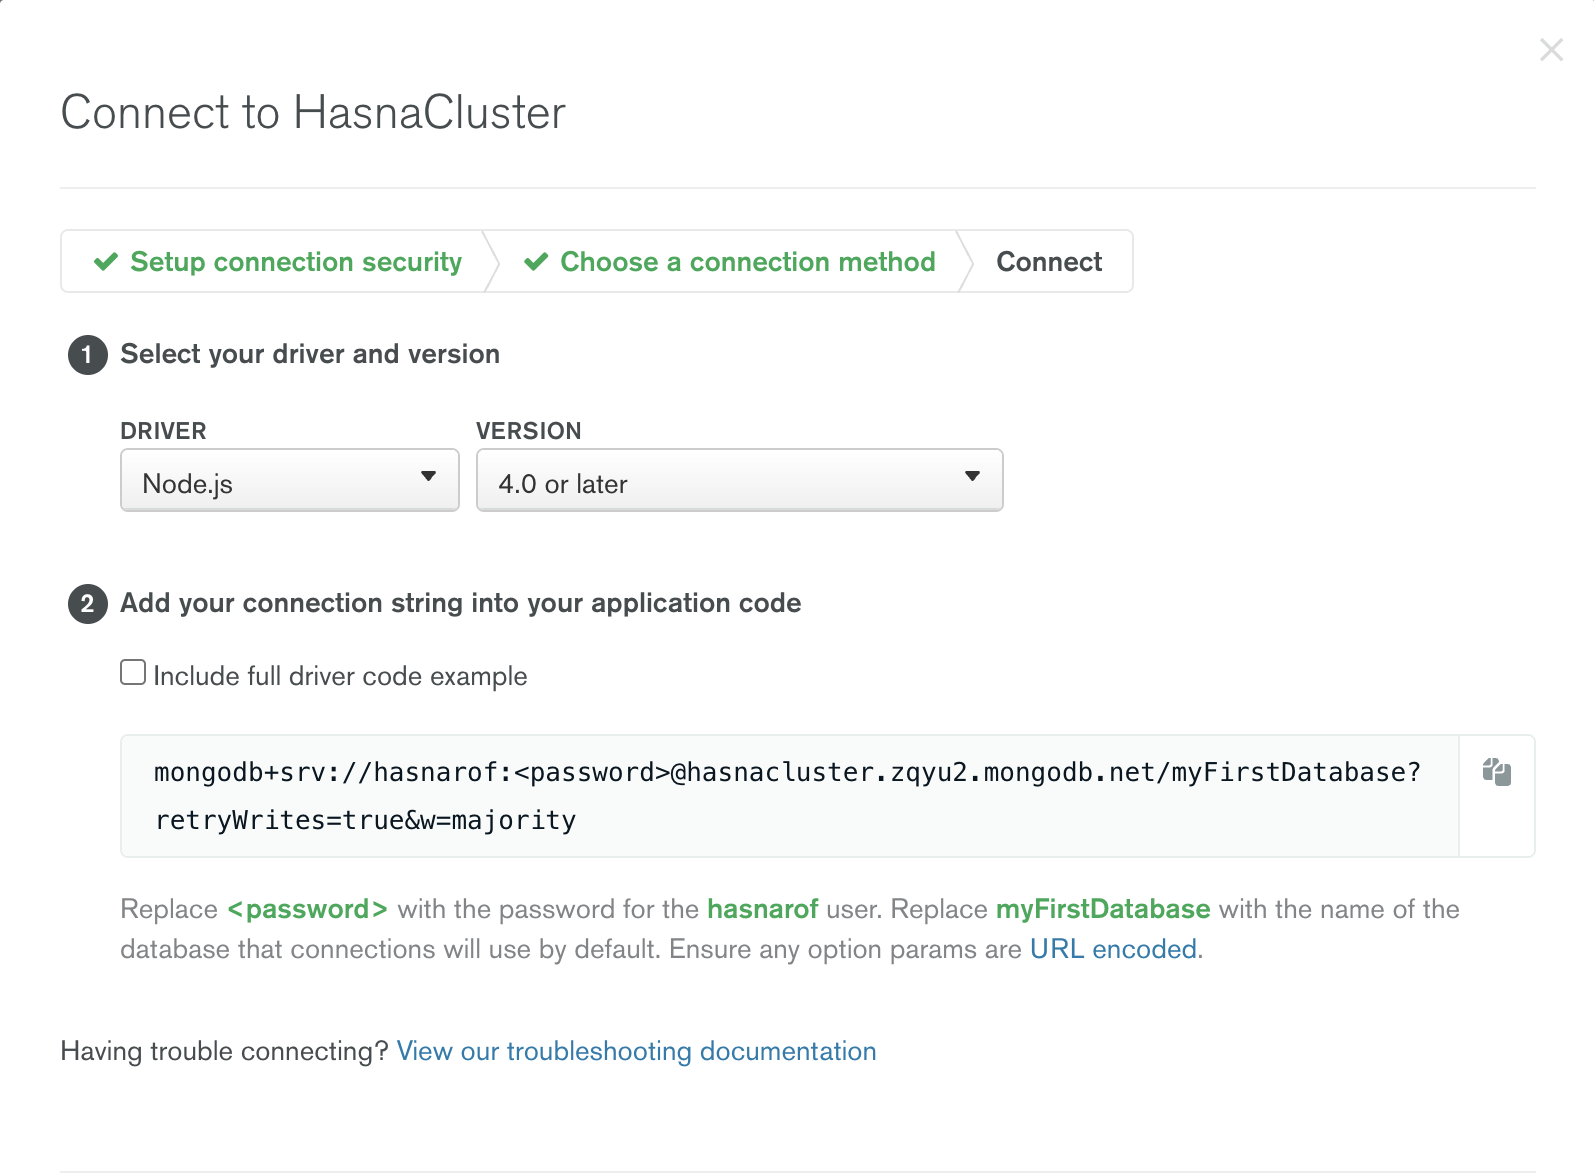 Connect to HasnaCluster
Setup connection security
Choose a connection method
Connect
1 Select your driver and version
DRIVER
VERSION
Node.js
4.0 or later
2 Add your connection string into your application code
Include full driver code example
mongodb+srv://hasnarof:<password>@hasnacluster.zqyu2.mongodb.net/myFirstDatabase?
retryWrites=true&w=majority
Replace <password> with the password for the hasnarof user. Replace myFirstDatabase with the name of the
database that connections will use by default. Ensure any option params are URL encoded.
Having trouble connecting? View our troubleshooting documentation